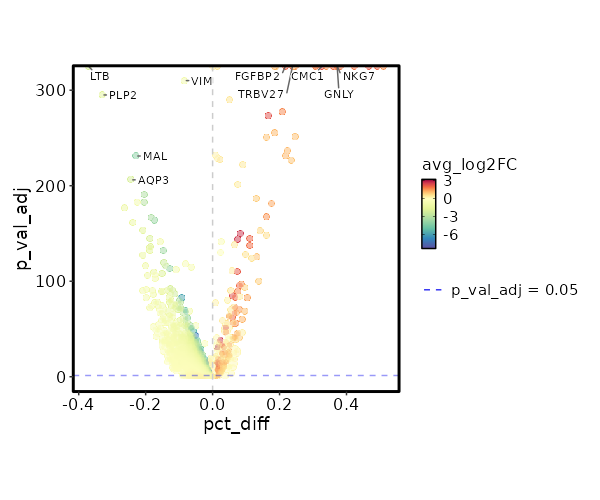 LTB
VIM
FGFBP2
CMC1
NKG7
PLP2
TRBV27
GNLY
MAL
AQP3
300
200
100
0
p_val_adj
-0.4
-0.2
0.0
0.2
0.4
pct_diff
avg_log2FC
3
0
-3
-6
p_val_adj = 0.05